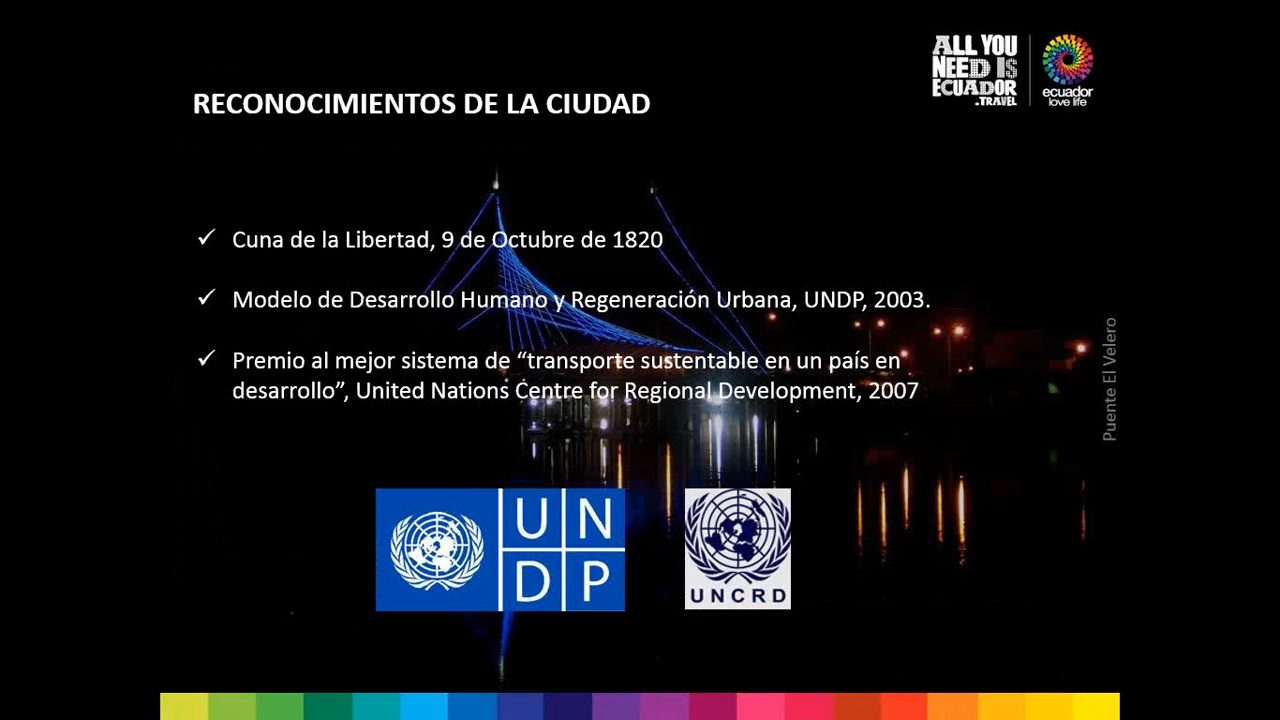 ALL YOU
NEED IS
ECUADOR
.TRAVEL
ecuador
love life
RECONOCIMIENTOS DE LA CIUDAD
✓ Cuna de la Libertad, 9 de Octubre de 1820
✓ Modelo de Desarrollo Humano y Regeneración Urbana, UNDP, 2003.
✓ Premio al mejor sistema de “transporte sustentable en un país en
desarrollo”, United Nations Centre for Regional Development, 2007
Puente El Velero
UN
DP
UNCRD